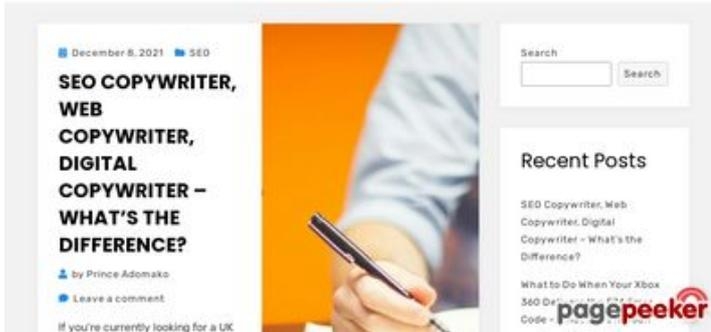 December 8, 2021 SEO
SEO COPYWRITER,
WEB
COPYWRITER,
DIGITAL
COPYWRITER –
WHAT'S THE
DIFFERENCE?
by Prince Adomako
Leave a comment
If you're currently looking for a UK
Search
Search
Recent Posts
SEO Copywriter, Web
Copywriter, Digital
Copywriter – What's the
Difference?
What to Do When Your Xbox
360
Code -
pagepeeker